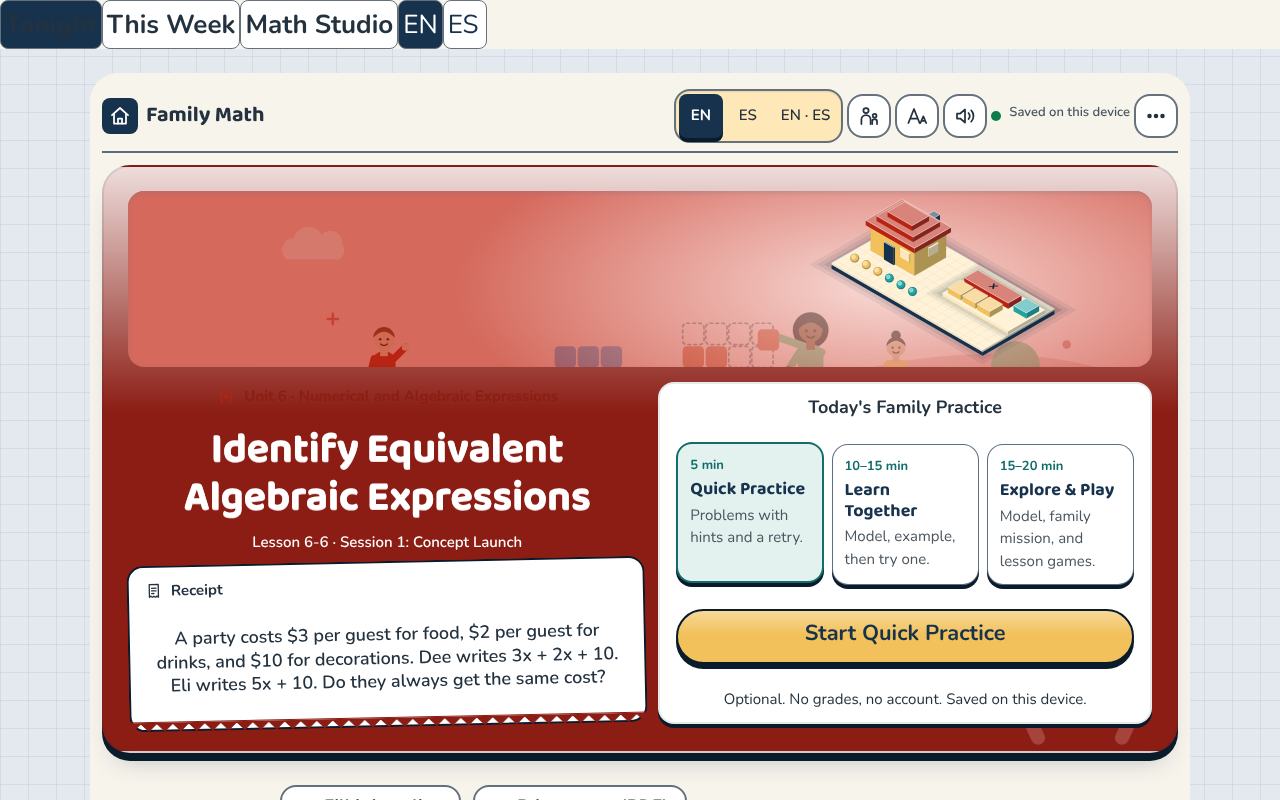 Tonight
This Week
Math Studio
EN
ES
Family Math
EN
ES
EN · ES
Saved on this device
Unit 6 · Numerical and Algebraic Expressions
Identify Equivalent
Algebraic Expressions
Lesson 6-6 · Session 1: Concept Launch
Receipt
A party costs $3 per guest for food, $2 per guest for
drinks, and $10 for decorations. Dee writes 3x + 2x + 10.
Eli writes 5x + 10. Do they always get the same cost?
Today's Family Practice
5 min
Quick Practice
Problems with
hints and a retry.
10–15 min
Learn
Together
Model, example,
then try one.
15–20 min
Explore & Play
Model, family
mission, and
lesson games.
Start Quick Practice
Optional. No grades, no account. Saved on this device.